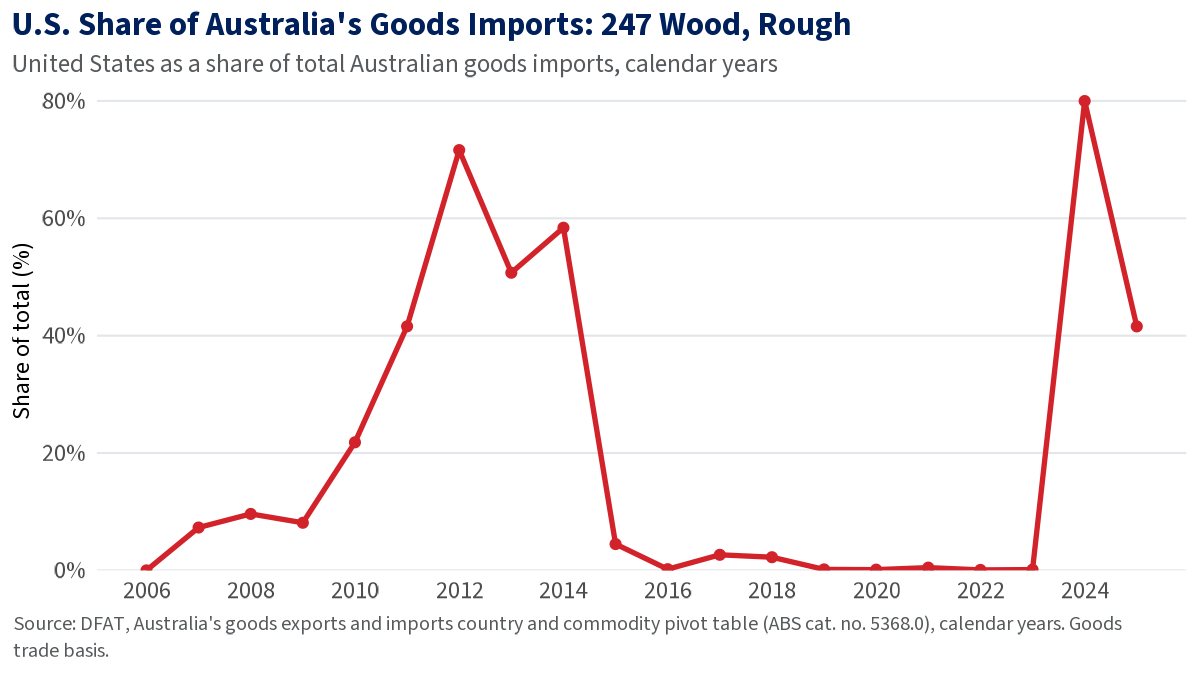 U.S. Share of Australia's Goods Imports: 247 Wood, Rough
United States as a share of total Australian goods imports, calendar years
Share of total (%)
80%
60%
40%
20%
0%
2006 2008 2010 2012 2014 2016 2018 2020 2022 2024
Source: DFAT, Australia's goods exports and imports country and commodity pivot table (ABS cat. no. 5368.0), calendar years. Goods
trade basis.